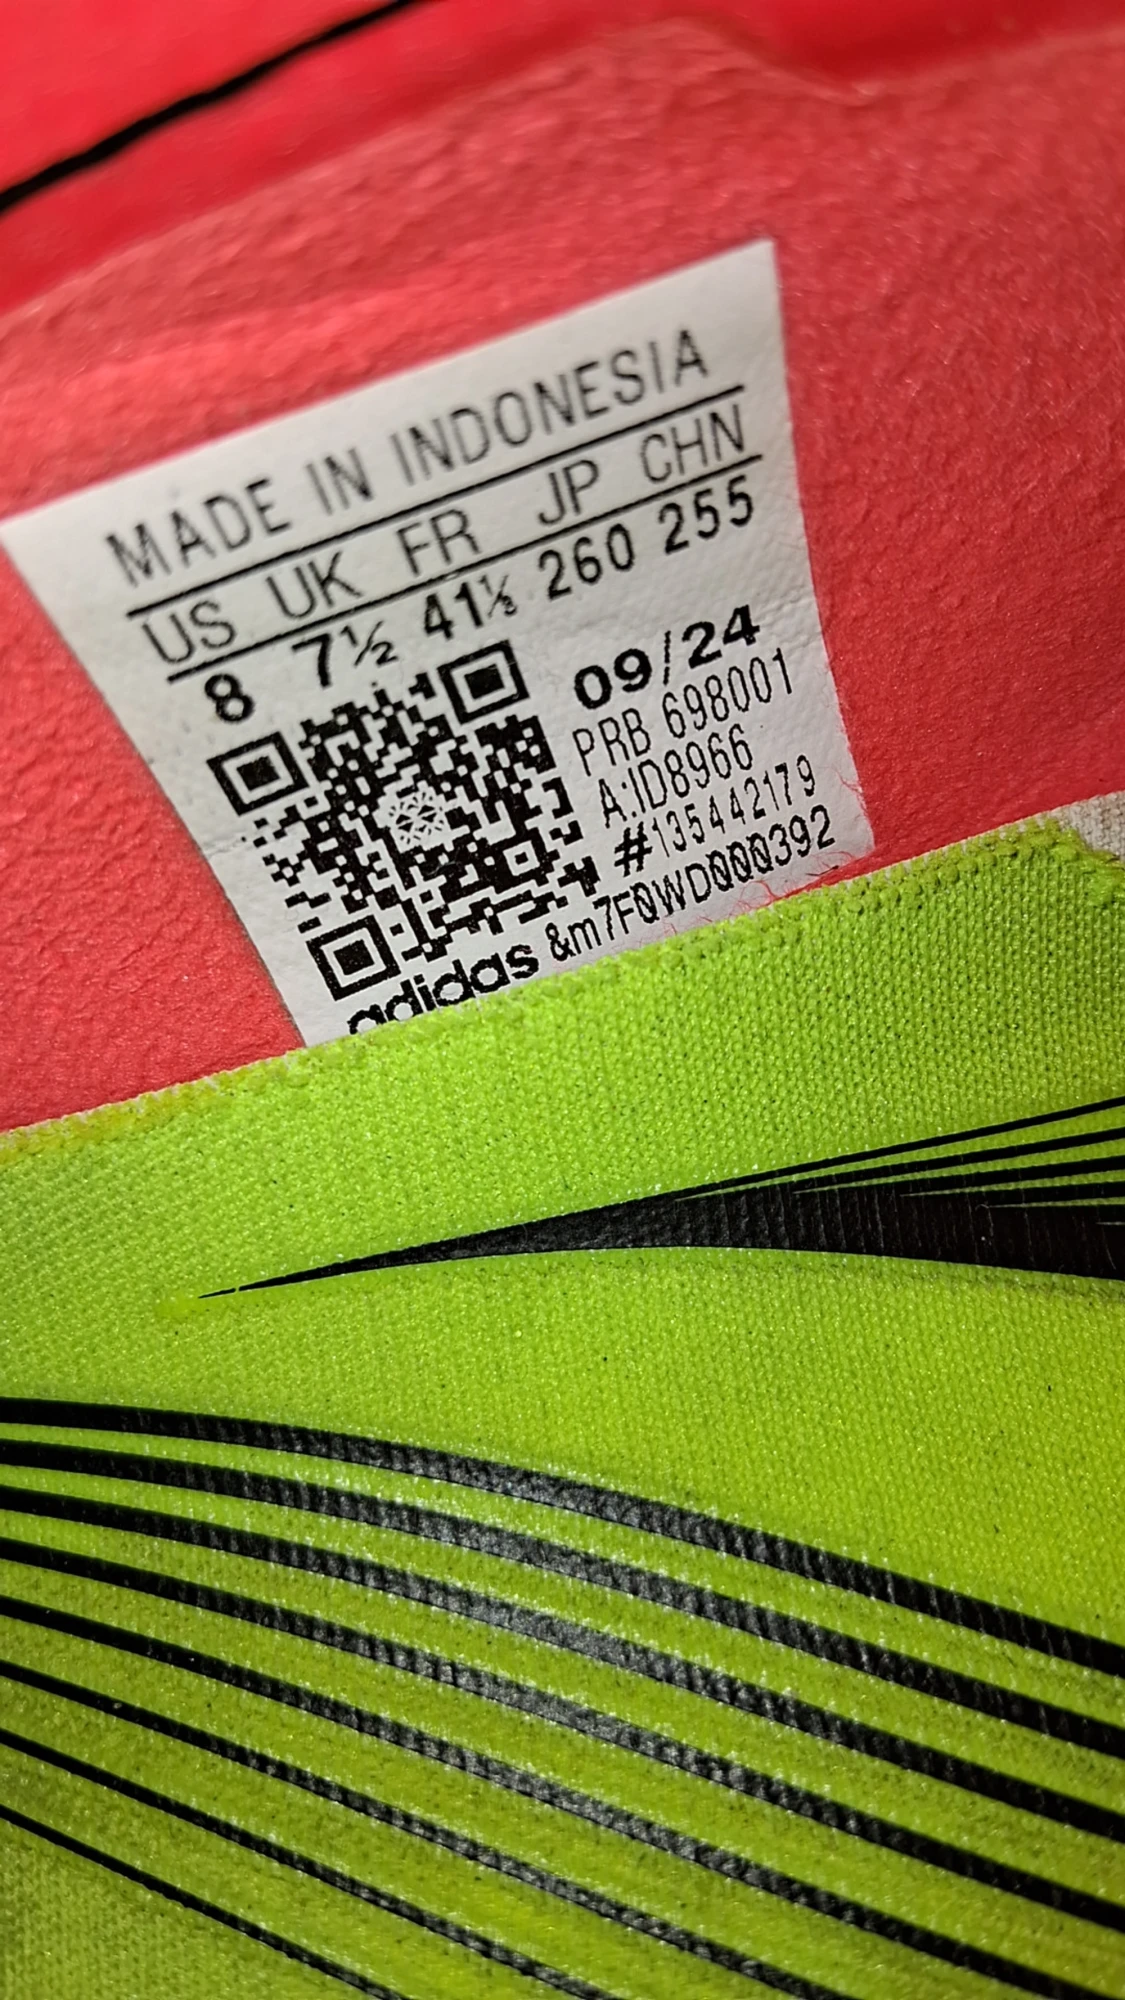 MADE IN INDONESIA
US UK FR JP CHN
8 7½ 41⅓ 260 255
09/24
PRB 698001
A:ID8966
#135442179
adidas &m7FQWD000392